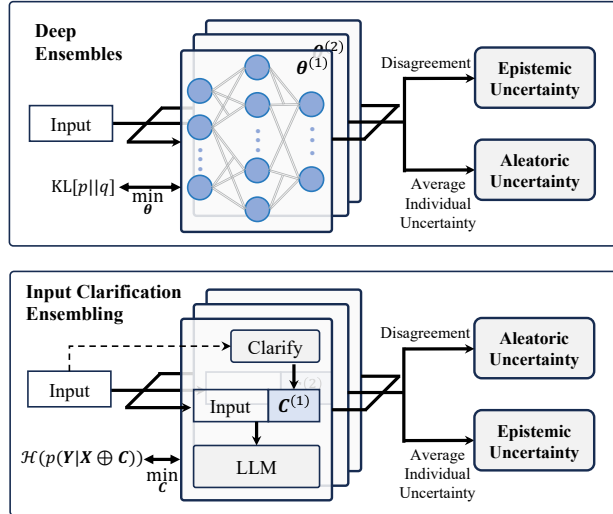 Deep
Ensembles
θ(2)
θ(1)
Input
KL[p||q]
min
θ
Disagreement
Epistemic
Uncertainty
Average
Individual
Uncertainty
Aleatoric
Uncertainty
Input Clarification
Ensembling
Clarify
Input
(2)
Input
C(1)
LLM
ℋ(p(Y|X ⊕ C))
min
C
Disagreement
Aleatoric
Uncertainty
Average
Individual
Uncertainty
Epistemic
Uncertainty